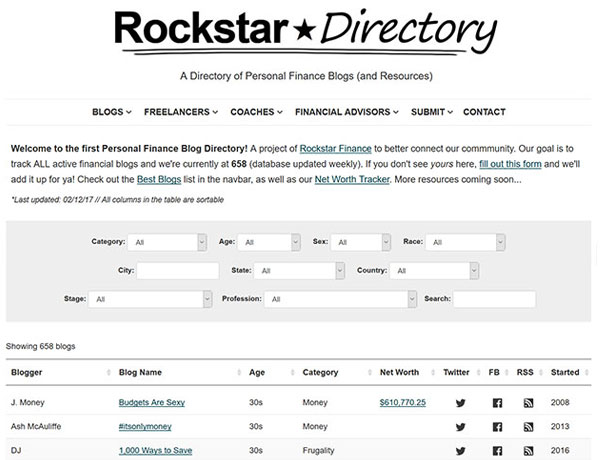 Rockstar★Directory
A Directory of Personal Finance Blogs (and Resources)
BLOGS FREELANCERS COACHES FINANCIAL ADVISORS SUBMIT CONTACT
Welcome to the first Personal Finance Blog Directory! A project of Rockstar Finance to better connect our commmunity. Our goal is to
track ALL active financial blogs and we're currently at 658 (database updated weekly). If you don't see yours here, fill out this form and we'll
add it up for ya! Check out the Best Blogs list in the navbar, as well as our Net Worth Tracker. More resources coming soon...
*Last updated: 02/12/17 // All columns in the table are sortable
Category: All Age: All Sex: All Race: All
City: State: All Country: All
Stage: All Profession: All Search:
Showing 658 blogs
Blogger Blog Name Age Category Net Worth Twitter FB RSS Started
J. Money Budgets Are Sexy 30s Money $610,770.25 2008
Ash McAuliffe #itsonlymoney 30s Money 2013
DJ 1,000 Ways to Save 30s Frugality 2016